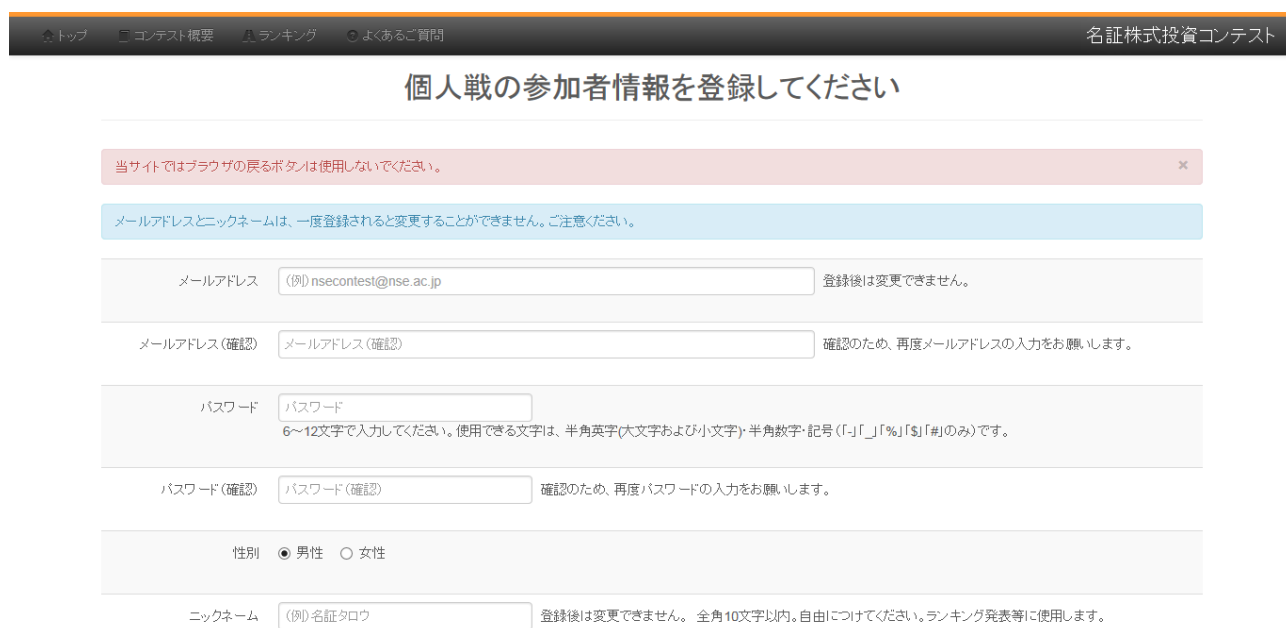 トップ コンテスト概要 ランキング よくあるご質問 名証株式投資コンテスト
個人戦の参加者情報を登録してください
当サイトではブラウザの戻るボタンは使用しないでください。 ×
メールアドレスとニックネームは、一度登録されると変更することができません。ご注意ください。
メールアドレス (例) nsecontest@nse.ac.jp 登録後は変更できません。
メールアドレス(確認) メールアドレス(確認) 確認のため、再度メールアドレスの入力をお願いします。
パスワード パスワード
6～12文字で入力してください。使用できる文字は、半角英字(大文字および小文字)・半角数字・記号(「-」「_」「%」「$」「#」のみ)です。
パスワード(確認) パスワード(確認) 確認のため、再度パスワードの入力をお願いします。
性別 男性 女性
ニックネーム (例) 名証タロウ 登録後は変更できません。 全角10文字以内。自由につけてください。ランキング発表等に使用します。